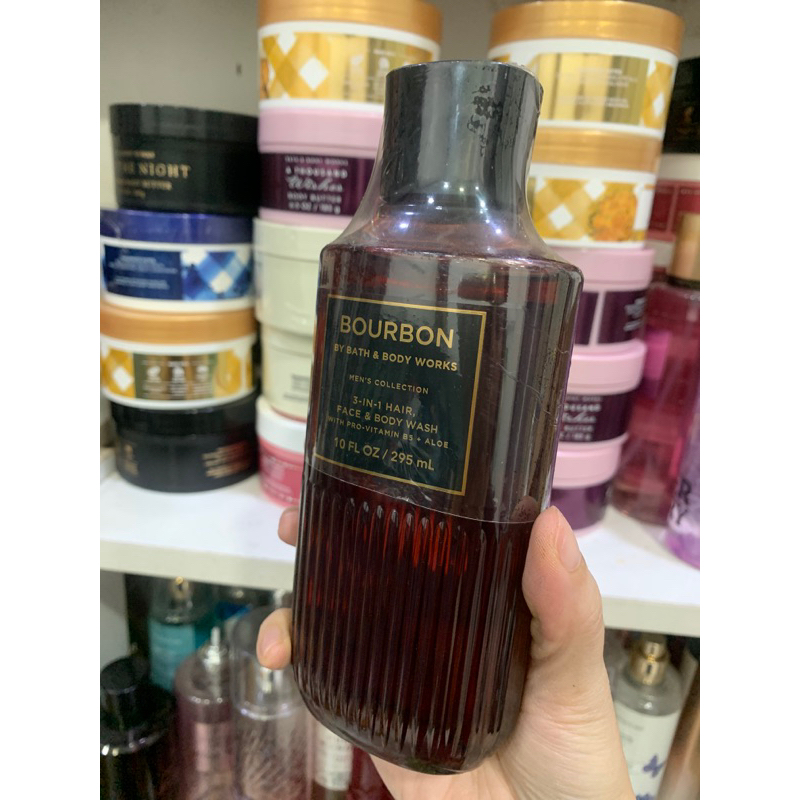 BOURBON
BY BATH & BODY WORKS
MEN'S COLLECTION
3-IN-1 HAIR,
FACE & BODY WASH
WITH PRO-VITAMIN B5 + ALOE
10 FL OZ / 295 mL
NIGHT
A THOUSAND
Wishes
BODY BUTTER